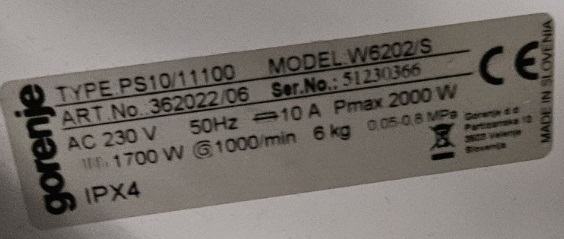 gorenje
TYPE.PS10/11100 MODEL.W6202/S
ART.No.:362022/06 Ser.No.: 51230366
AC 230 V 50Hz 10 A Pmax 2000 W
1700 W 1000/min 6 kg 0,05-0,8 MPa
IPX4
CE
Gorenje d.d.
Partizanska 12
3503 Velenje
Slovenija
MADE IN SLOVENIA